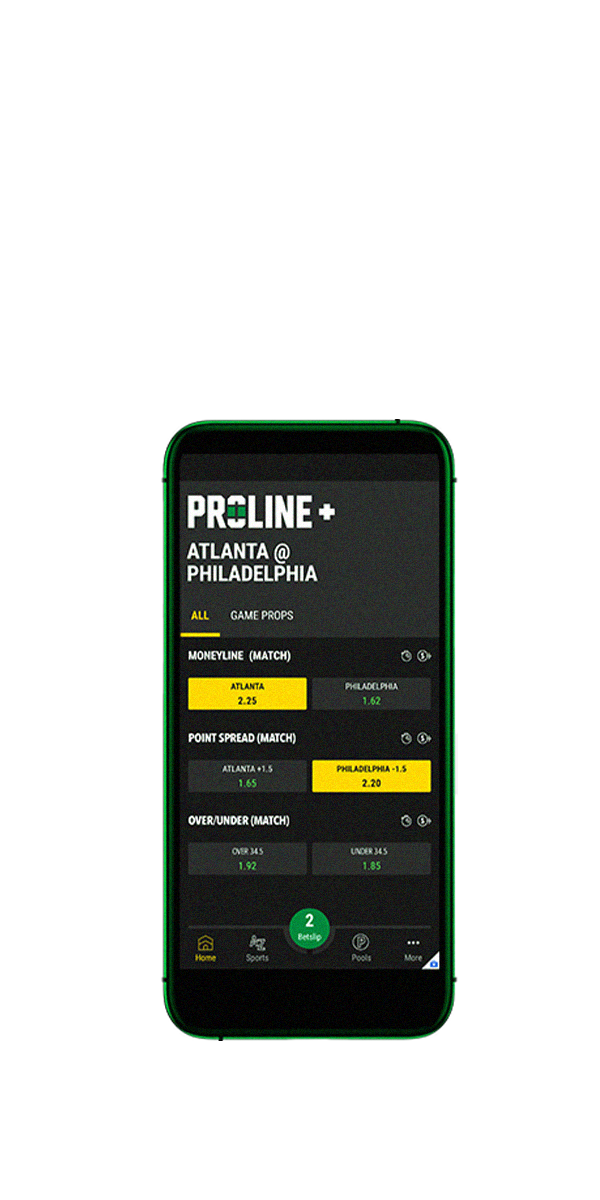 PROLINE +
ATLANTA @
PHILADELPHIA
ALL GAME PROPS
MONEYLINE (MATCH)
ATLANTA PHILADELPHIA
2.25 1.62
POINT SPREAD (MATCH)
ATLANTA +1.5 PHILADELPHIA -1.5
1.65 2.20
OVER/UNDER (MATCH)
OVER 34.5 UNDER 34.5
1.92 1.85
2
Betslip
Home Sports Pools More